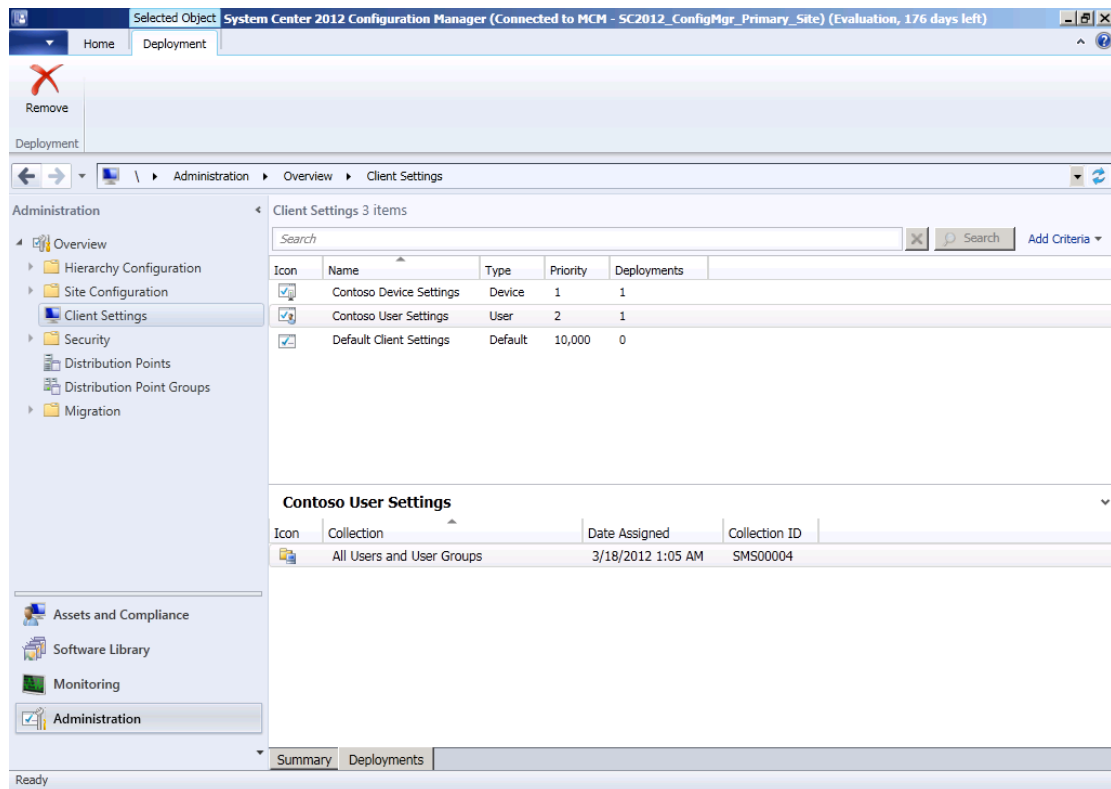 Selected Object System Center 2012 Configuration Manager (Connected to MCM - SC2012_ConfigMgr_Primary_Site) (Evaluation, 176 days left)
Home Deployment
Remove
Deployment
\ Administration Overview Client Settings
Administration
Overview
Hierarchy Configuration
Site Configuration
Client Settings
Security
Distribution Points
Distribution Point Groups
Migration
Assets and Compliance
Software Library
Monitoring
Administration
Client Settings 3 items
Search Search Add Criteria
Icon Name Type Priority Deployments
Contoso Device Settings Device 1 1
Contoso User Settings User 2 1
Default Client Settings Default 10,000 0
Contoso User Settings
Icon Collection Date Assigned Collection ID
All Users and User Groups 3/18/2012 1:05 AM SMS00004
Summary Deployments
Ready